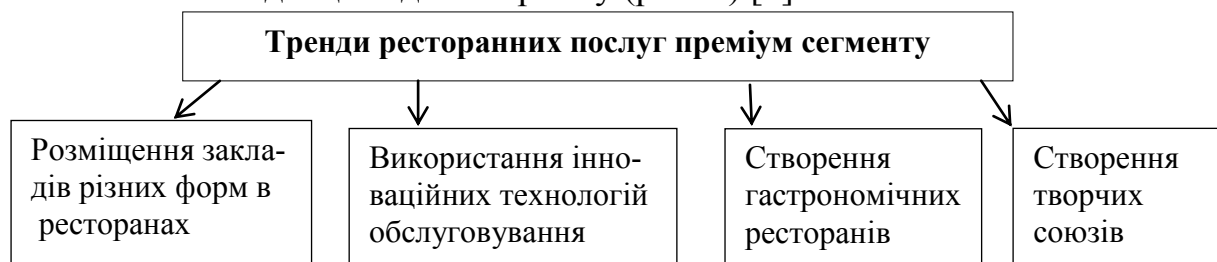 Тренди ресторанних послуг преміум сегменту
Розміщення закла-
дів різних форм в
ресторанах
Використання інно-
ваційних технологій
обслуговування
Створення
гастрономічних
ресторанів
Створення
творчих
союзів